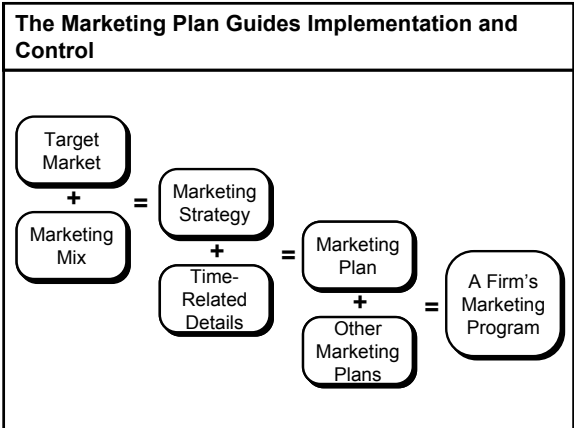 The Marketing Plan Guides Implementation and
Control
Target
Market
+
Marketing
Mix
=
Marketing
Strategy
+
Time-
Related
Details
=
Marketing
Plan
+
Other
Marketing
Plans
=
A Firm's
Marketing
Program